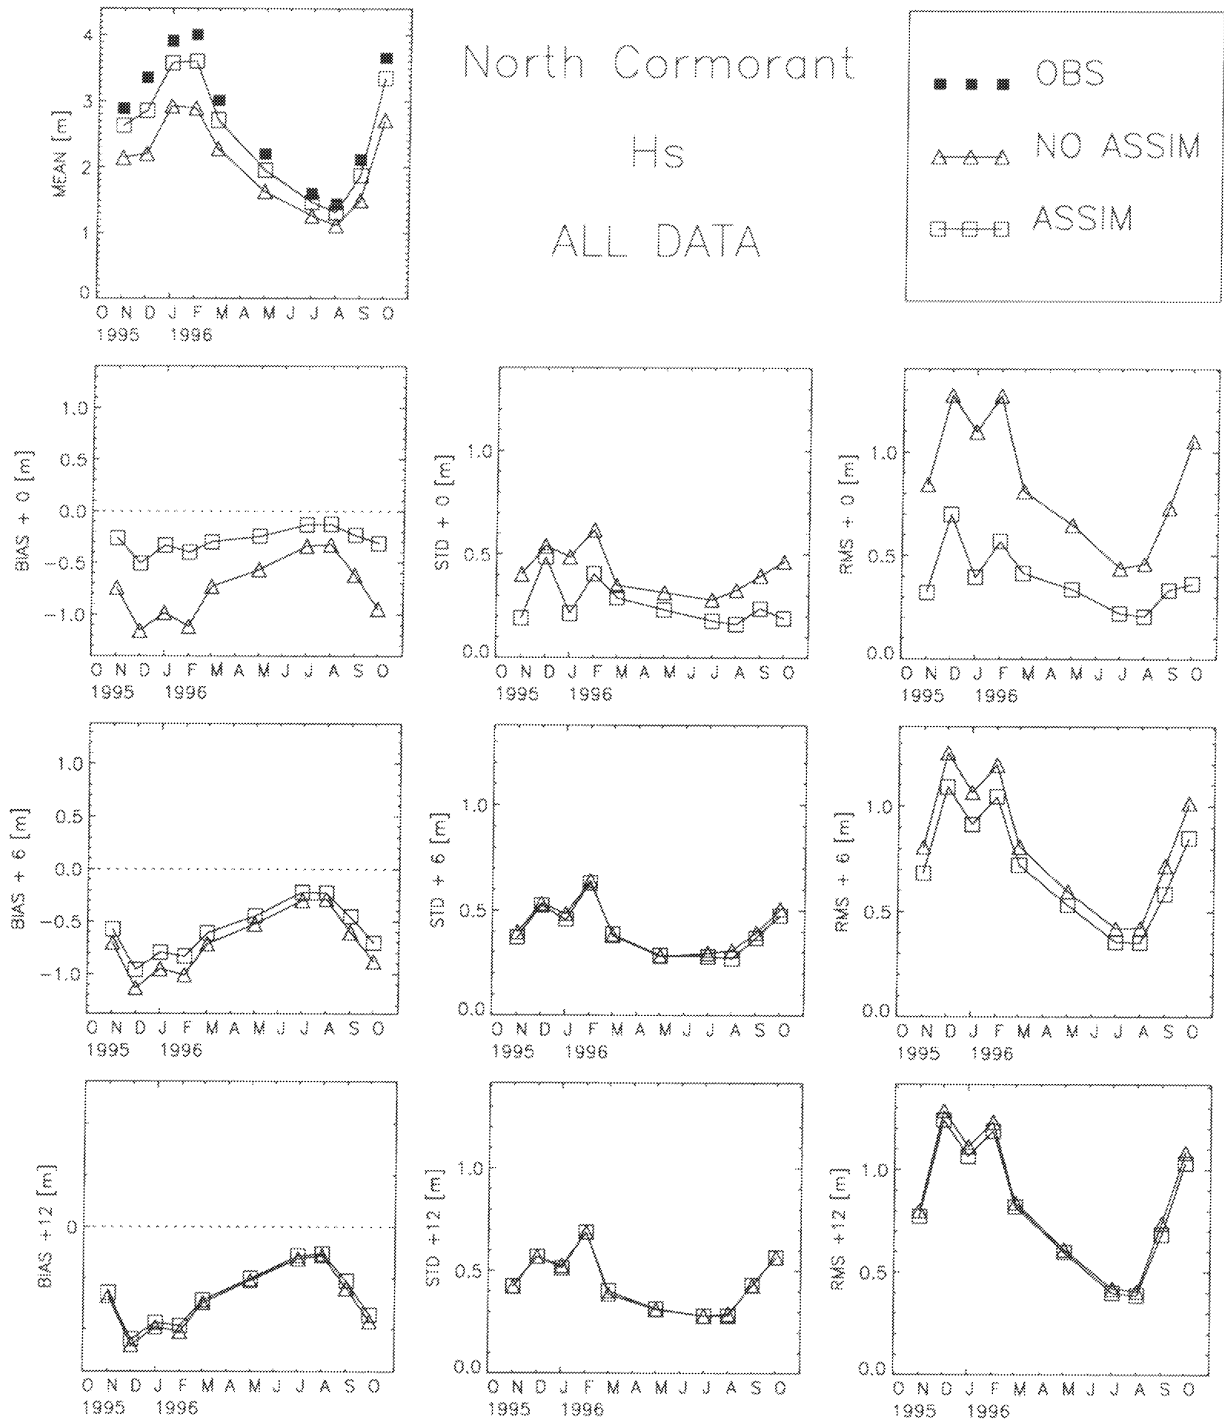 North Cormorant
Hs
ALL DATA
OBS
NO ASSIM
ASSIM
MEAN [m]
4
3
2
1
0
O N D J F M A M J J A S O
1995 1996
BIAS + 0 [m]
1.0
0.5
0.0
-0.5
-1.0
O N D J F M A M J J A S O
1995 1996
STD + 0 [m]
1.0
0.5
0.0
O N D J F M A M J J A S O
1995 1996
RMS + 0 [m]
1.0
0.5
0.0
O N D J F M A M J J A S O
1995 1996
BIAS + 6 [m]
1.0
0.5
0.0
-0.5
-1.0
O N D J F M A M J J A S O
1995 1996
STD + 6 [m]
1.0
0.5
0.0
O N D J F M A M J J A S O
1995 1996
RMS + 6 [m]
1.0
0.5
0.0
O N D J F M A M J J A S O
1995 1996
BIAS +12 [m]
0
O N D J F M A M J J A S O
1995 1996
STD +12 [m]
1.0
0.5
0.0
O N D J F M A M J J A S O
1995 1996
RMS +12 [m]
1.0
0.5
0.0
O N D J F M A M J J A S O
1995 1996